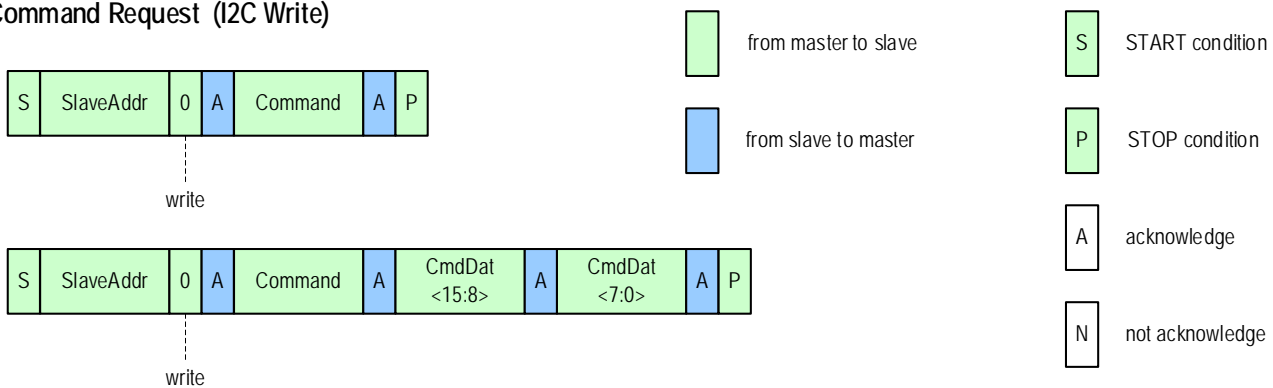 Command Request (I2C Write)
S SlaveAddr 0 A Command A P
write
S SlaveAddr 0 A Command A CmdDat <15:8> A CmdDat <7:0> A P
write
from master to slave
from slave to master
S START condition
P STOP condition
A acknowledge
N not acknowledge